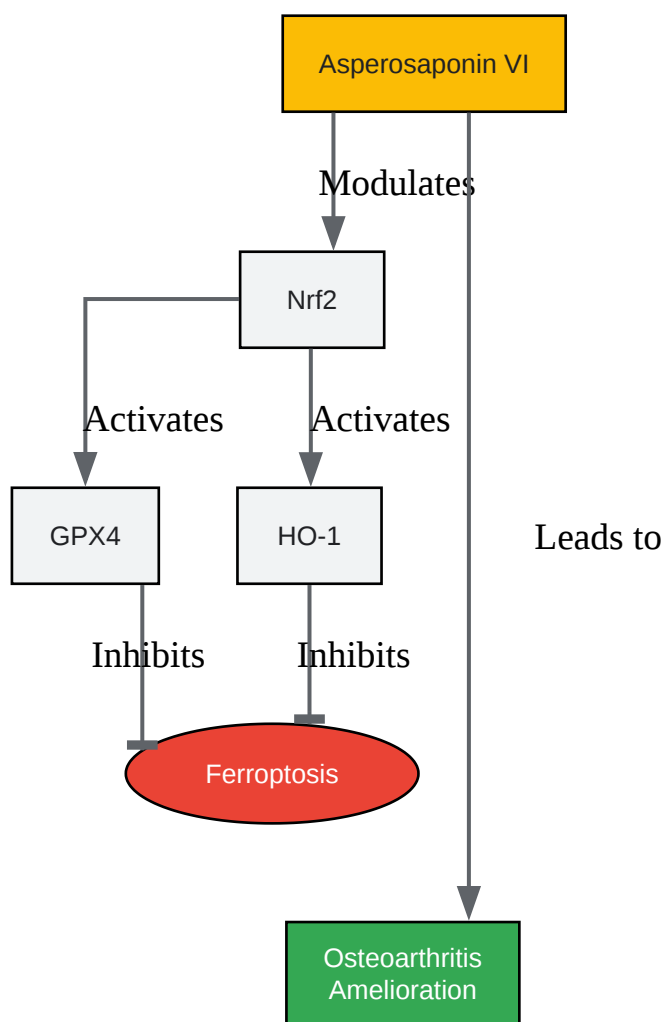 Asperosaponin VI
Modulates
Nrf2
Activates
Activates
GPX4
HO-1
Leads to
Inhibits
Inhibits
Ferroptosis
Osteoarthritis
Amelioration